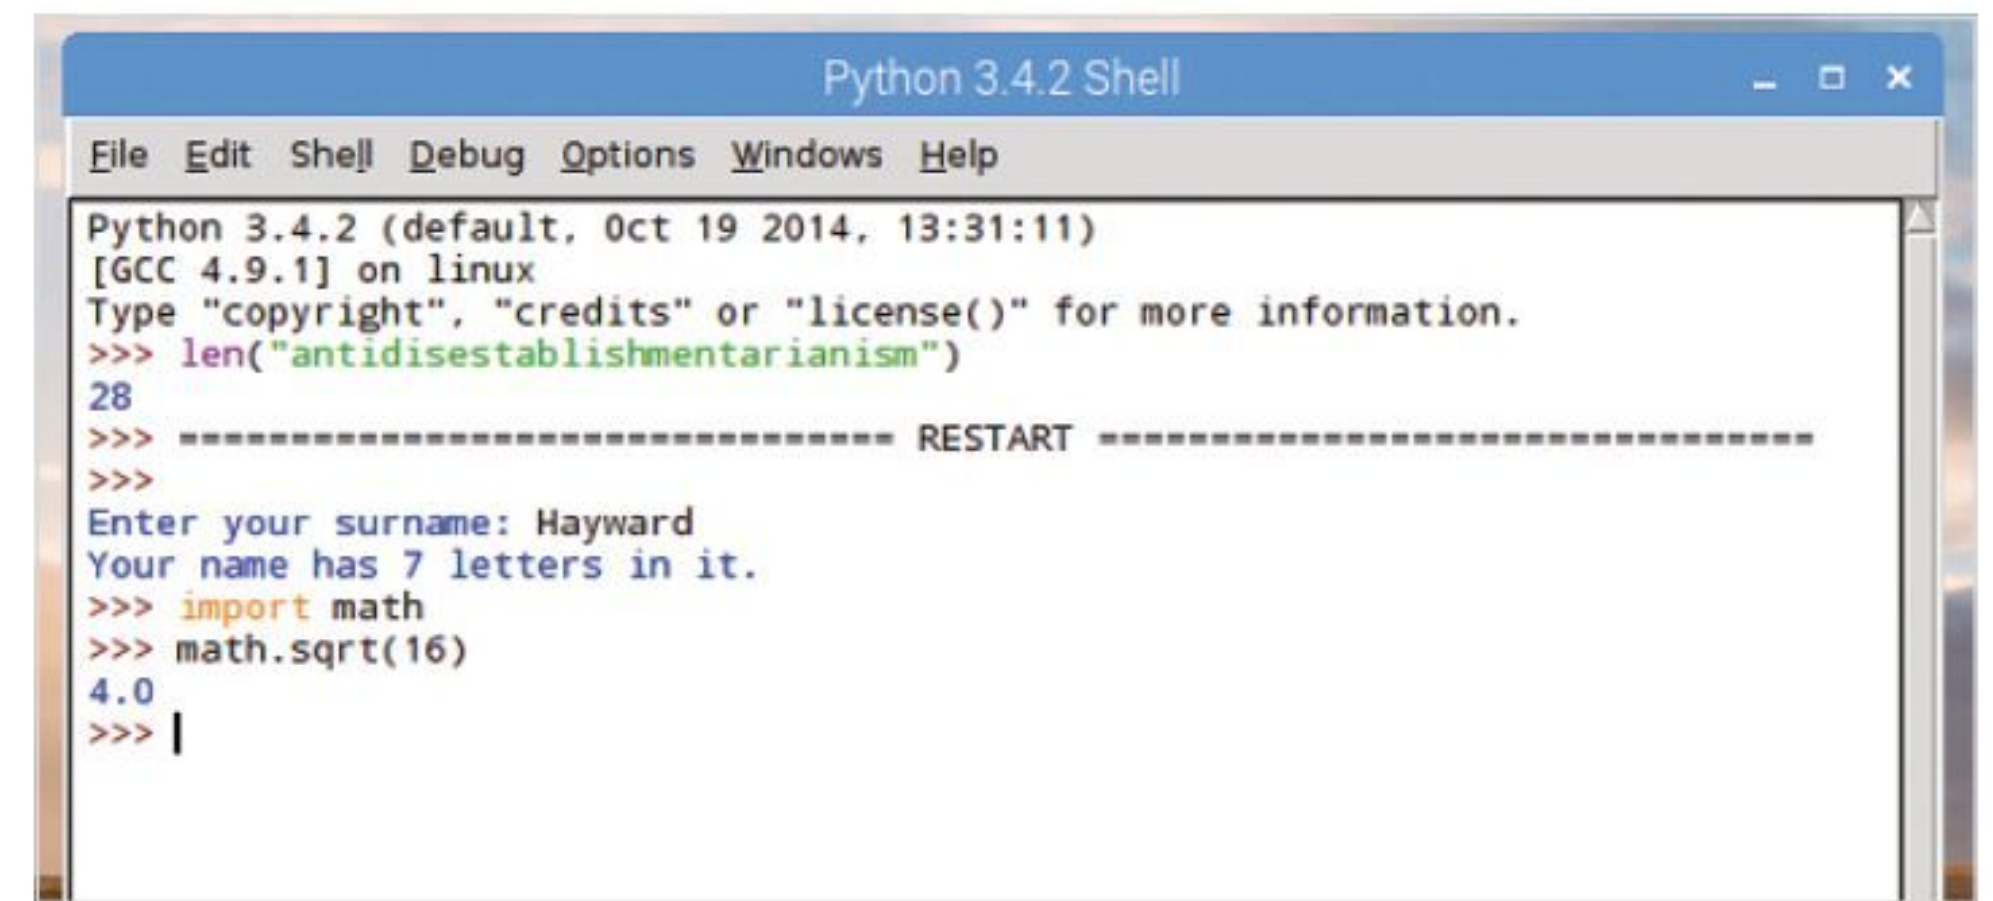 Python 3.4.2 Shell
File Edit Shell Debug Options Windows Help
Python 3.4.2 (default, Oct 19 2014, 13:31:11)
[GCC 4.9.1] on linux
Type "copyright", "credits" or "license()" for more information.
>>> len("antidisestablishmentarianism")
28
>>> ================================ RESTART ================================
>>>
Enter your surname: Hayward
Your name has 7 letters in it.
>>> import math
>>> math.sqrt(16)
4.0
>>>